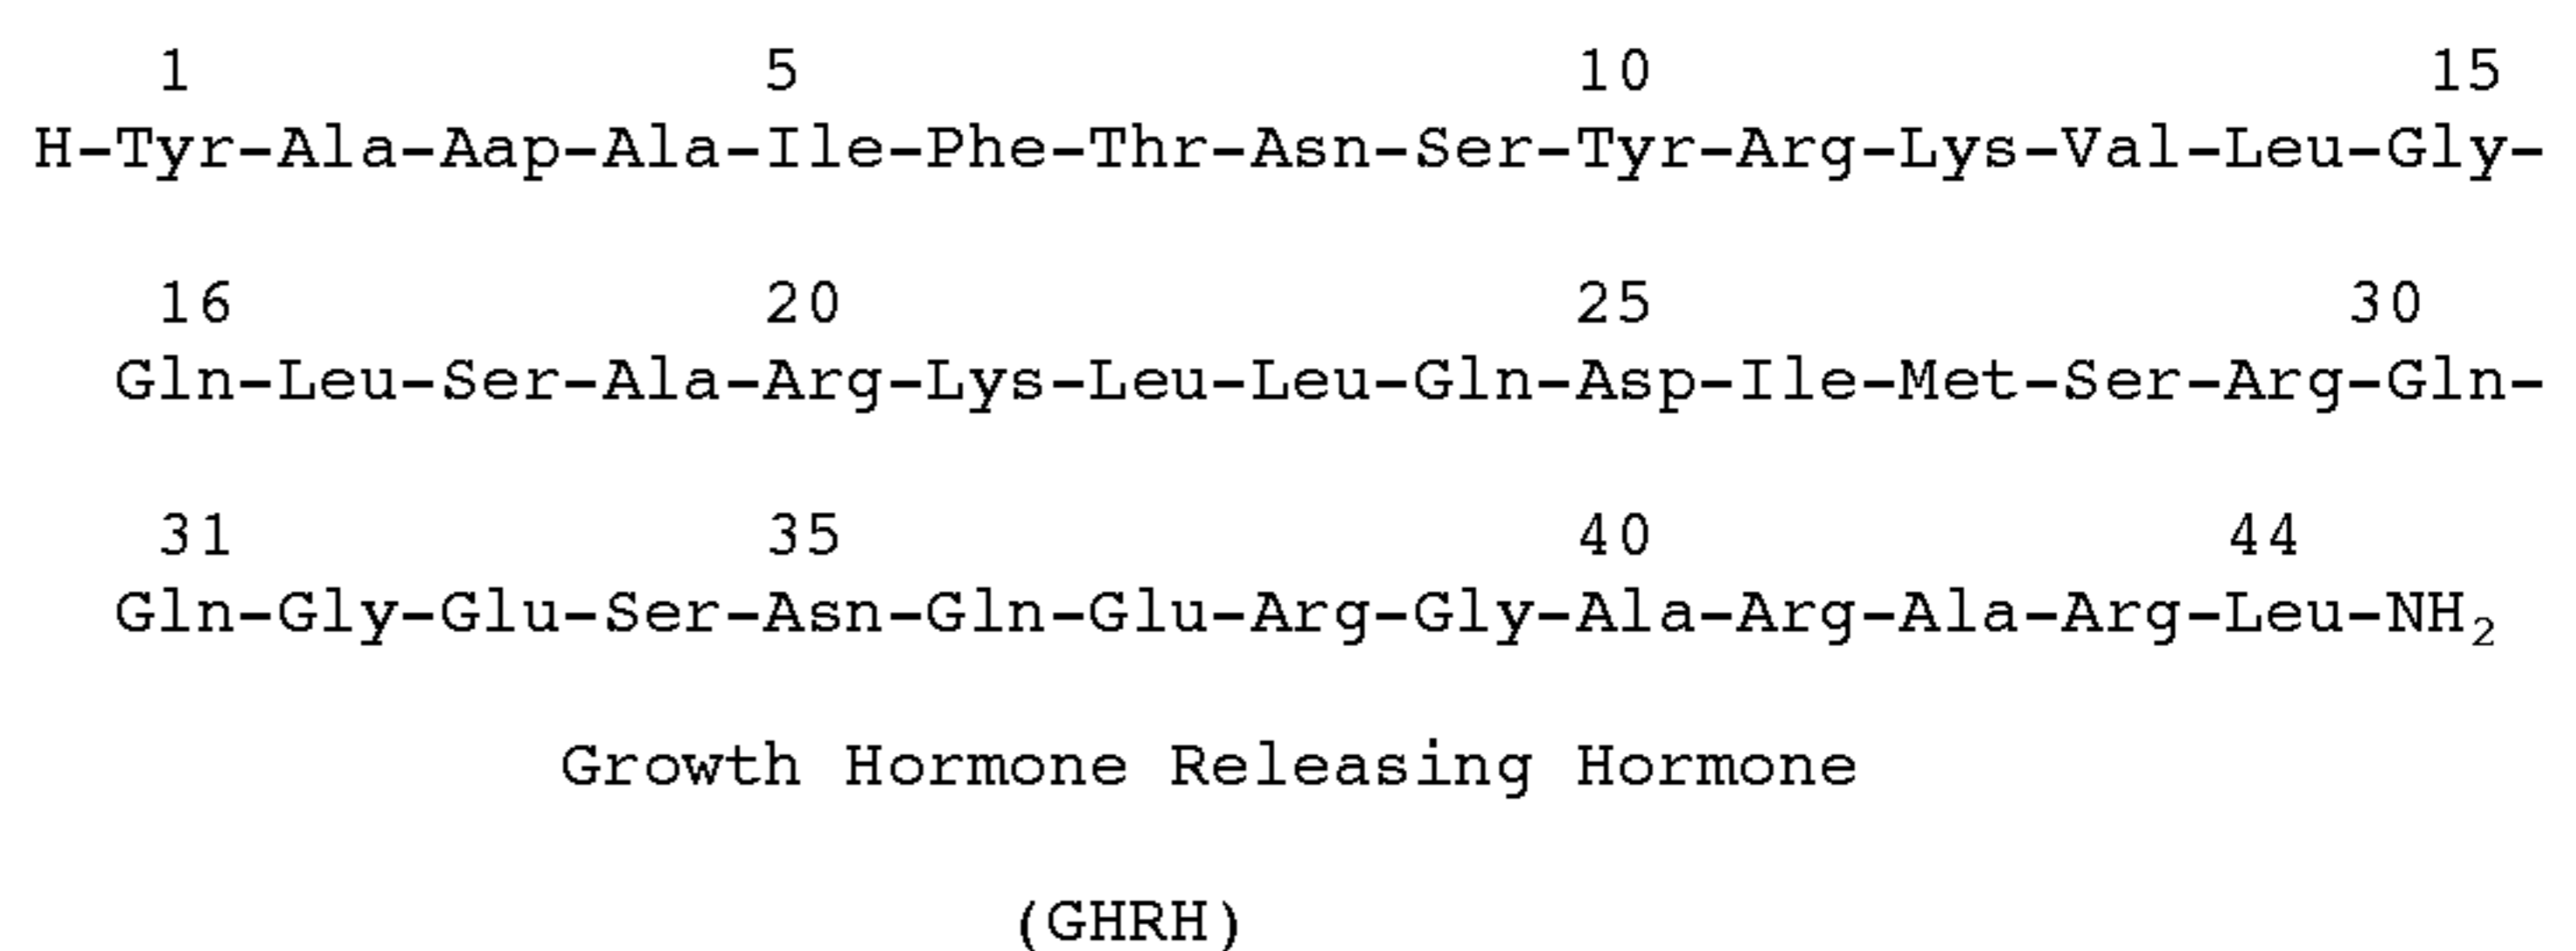 1 5 10 15
H-Tyr-Ala-Aap-Ala-Ile-Phe-Thr-Asn-Ser-Tyr-Arg-Lys-Val-Leu-Gly-
16 20 25 30
Gln-Leu-Ser-Ala-Arg-Lys-Leu-Leu-Gln-Asp-Ile-Met-Ser-Arg-Gln-
31 35 40 44
Gln-Gly-Glu-Ser-Asn-Gln-Glu-Arg-Gly-Ala-Arg-Ala-Arg-Leu-NH₂
Growth Hormone Releasing Hormone
(GHRH)